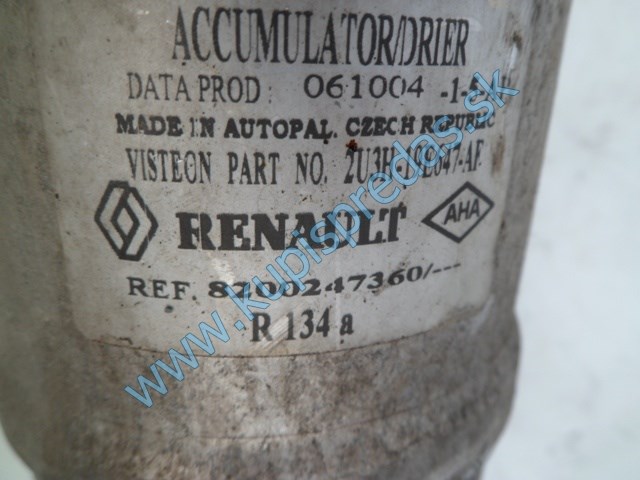 ACCUMULATOR/DRIER
DATA PROD : 061004
MADE IN AUTOPAL. CZECH REPUBLIC
VISTEON PART NO.
RENAULT AHA
REF. 8200247360/---
R 134 a
www.kupispredas.sk